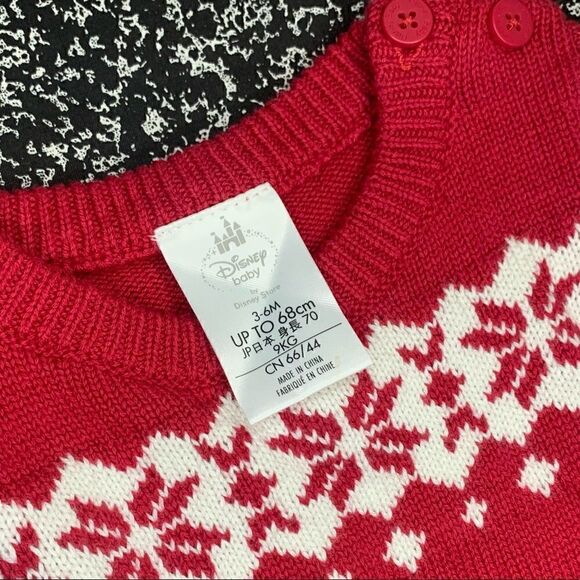 Disney
baby
by
Disney Store
3-6M
UP TO 68cm
JP日本 身長 70
9KG
CN 66/44
MADE IN CHINA
FABRIQUÉ EN CHINE